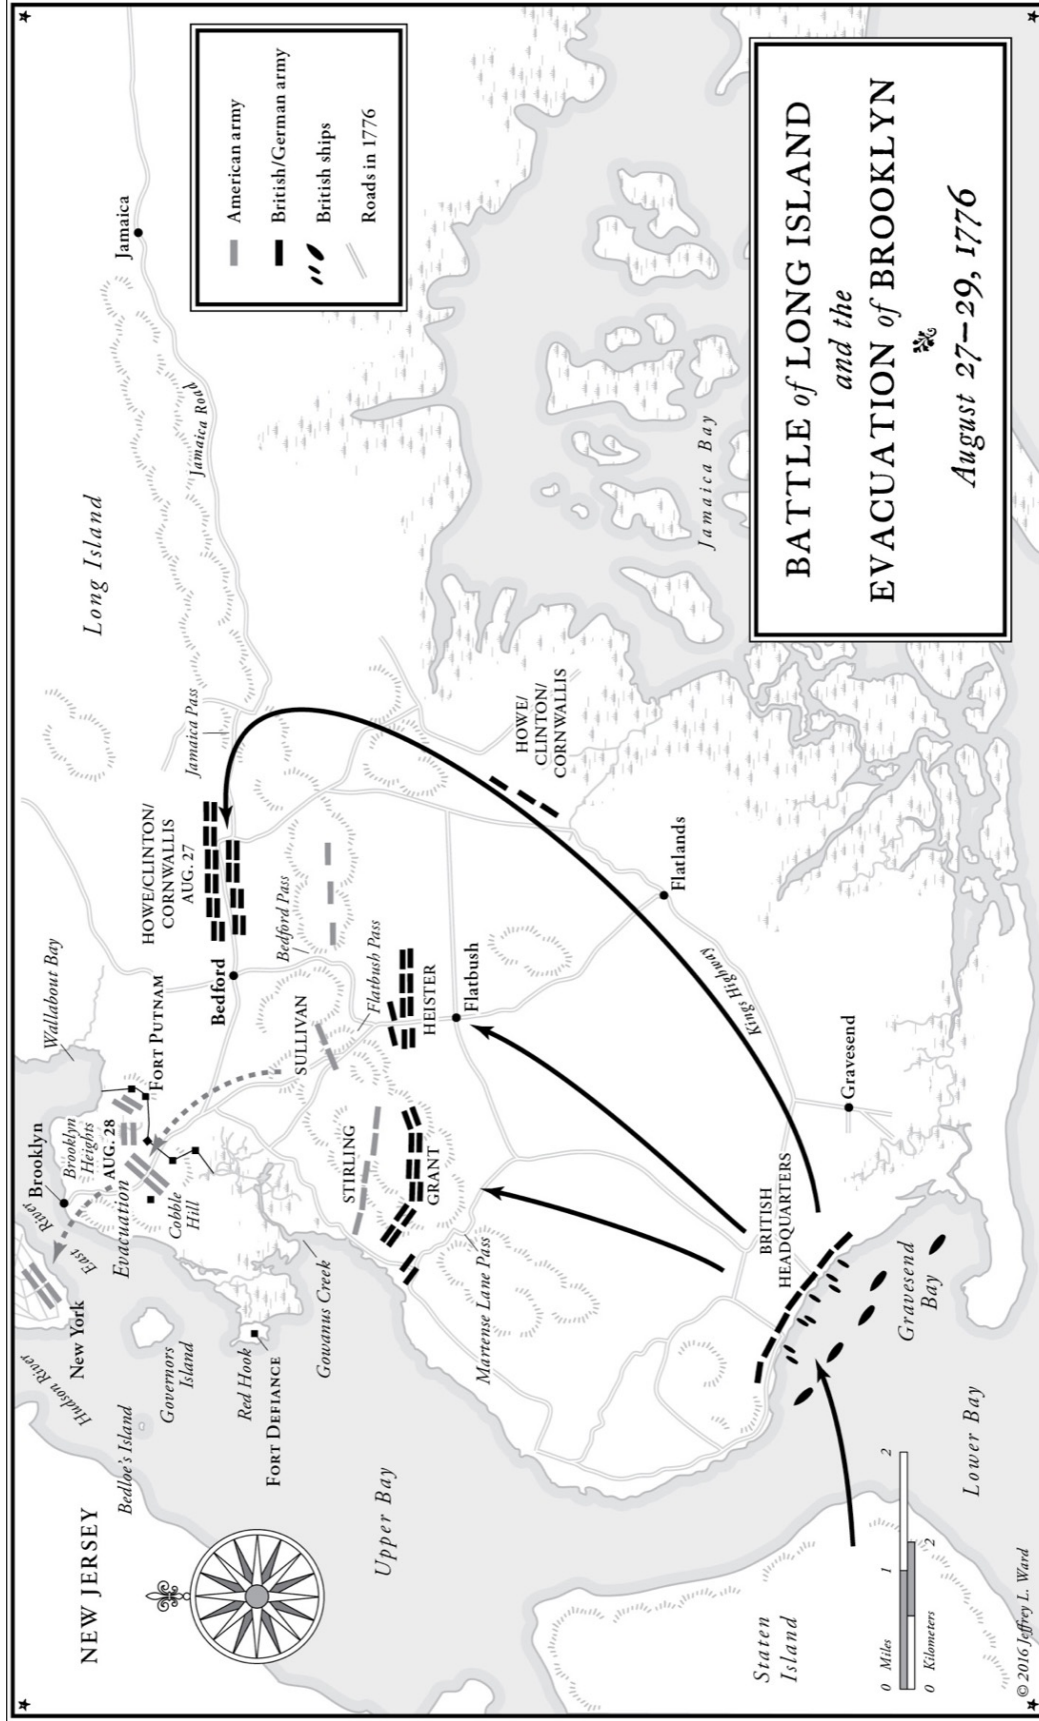 BATTLE of LONG ISLAND
and the
EVACUATION of BROOKLYN
August 27–29, 1776
American army
British/German army
British ships
Roads in 1776
NEW JERSEY
Hudson River
New York
East River
Brooklyn
Brooklyn
Heights
AUG. 28
Evacuation
Wallabout Bay
FORT PUTNAM
Cobble
Hill
Bedloe's Island
Governors
Island
Red Hook
FORT DEFIANCE
Gowanus Creek
Upper Bay
Long Island
Jamaica
Jamaica Road
Jamaica Pass
HOWE/CLINTON/
CORNWALLIS
AUG. 27
Bedford
Bedford Pass
SULLIVAN
Flatbush Pass
HEISTER
Flatbush
STIRLING
GRANT
Martense Lane Pass
HOWE/
CLINTON/
CORNWALLIS
Flatlands
Kings Highway
Gravesend
BRITISH
HEADQUARTERS
Gravesend
Bay
Jamaica Bay
Lower Bay
Staten
Island
0 Miles 1 2
0 Kilometers 2
© 2016 Jeffrey L. Ward